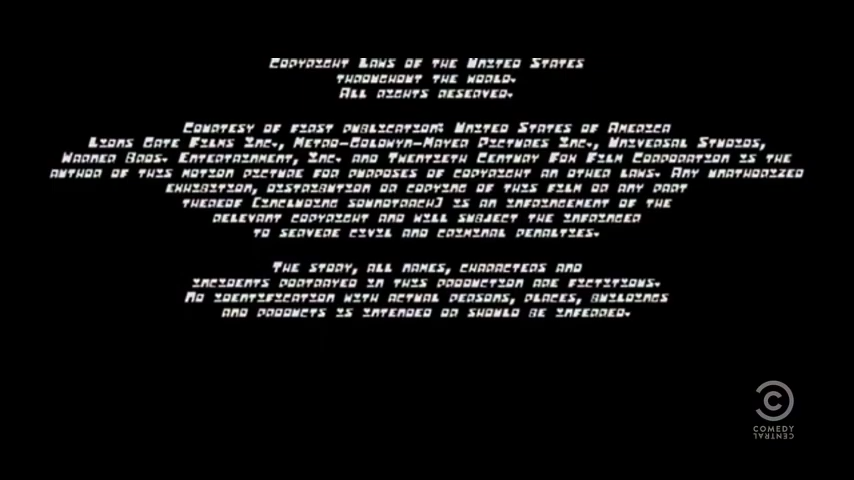 Copyright Laws of the United States
throughout the world.
All rights reserved.
Courtesy of first publication: United States of America
Lions Gate Films Inc., Metro-Goldwyn-Mayer Pictures Inc., Universal Studios,
Warner Bros. Entertainment, Inc. and Twentieth Century Fox Film Corporation is the
author of this motion picture for purposes of copyright an other laws. Any unathorized
exhibition, distribution or copying of this film or any part
thereof [including soundtrack] is an infringement of the
relevant copyright and will subject the infringer
to servere civil and criminal penalties.
The story, all names, characters and
incidents portrayed in this production are fictitious.
No identification with actual persons, places, buildings
and products is intended or should be inferred.
COMEDY
CENTRAL